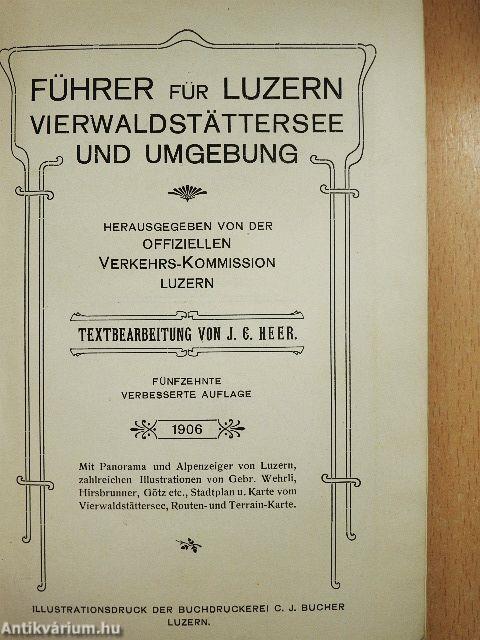 FÜHRER FÜR LUZERN
VIERWALDSTÄTTERSEE
UND UMGEBUNG
HERAUSGEGEBEN VON DER
OFFIZIELLEN
VERKEHRS-KOMMISSION
LUZERN
TEXTBEARBEITUNG VON J. C. HEER.
FÜNFZEHNTE
VERBESSERTE AUFLAGE
1906
Mit Panorama und Alpenzeiger von Luzern,
zahlreichen Illustrationen von Gebr. Wehrli,
Hirsbrunner, Götz etc., Stadtplan u. Karte vom
Vierwaldstättersee, Routen- und Terrain-Karte.
ILLUSTRATIONSDRUCK DER BUCHDRUCKEREI C. J. BUCHER
LUZERN.
Antikvárium.hu